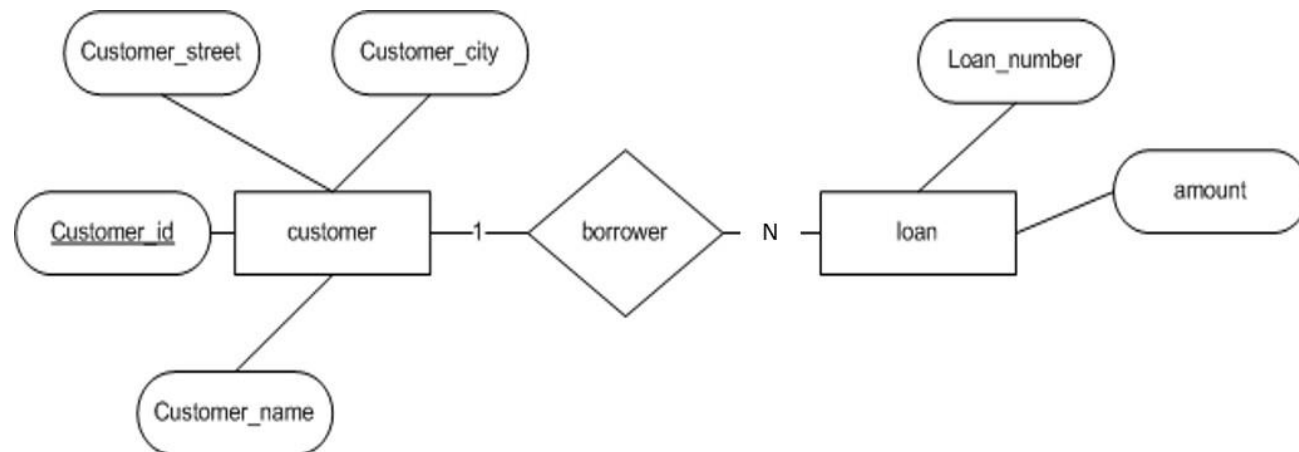 Customer_street
Customer_city
Loan_number
amount
Customer_id
customer
1
borrower
N
loan
Customer_name